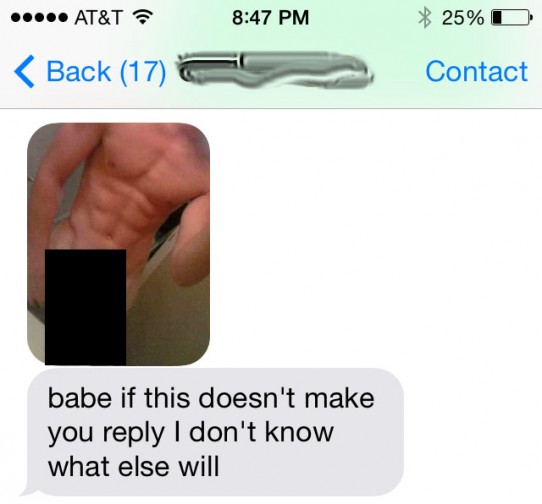 AT&T 8:47 PM 25%
Back (17) Contact
babe if this doesn't make
you reply I don't know
what else will